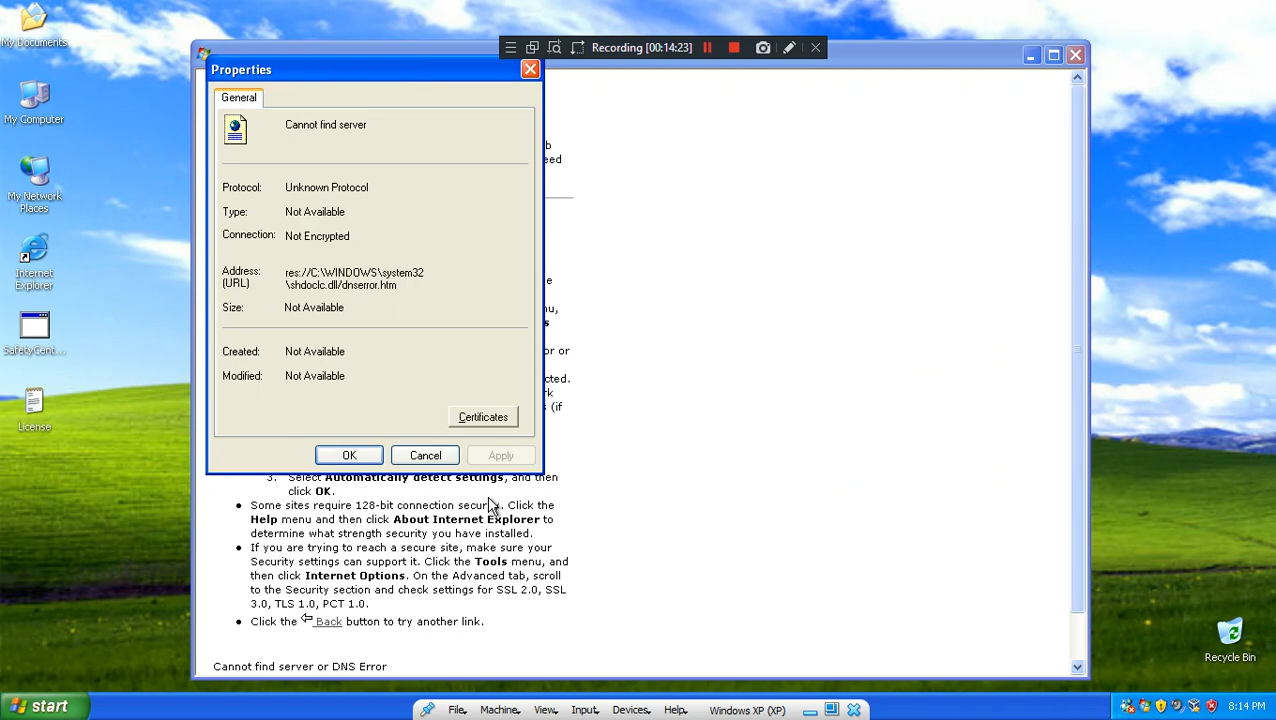 My Documents
My Computer
My Network
Places
Internet
Explorer
SafetyCent...
License
Recording [00:14:23]
Properties
General
Cannot find server
Protocol: Unknown Protocol
Type: Not Available
Connection: Not Encrypted
Address: res://C:\WINDOWS\system32
(URL) \shdoclc.dll/dnserror.htm
Size: Not Available
Created: Not Available
Modified: Not Available
Certificates
OK Cancel Apply
b
eed
e
nu,
s
or or
cted.
rk
s (if
3. Select Automatically detect settings, and then
click OK.
• Some sites require 128-bit connection security. Click the
Help menu and then click About Internet Explorer to
determine what strength security you have installed.
• If you are trying to reach a secure site, make sure your
Security settings can support it. Click the Tools menu, and
then click Internet Options. On the Advanced tab, scroll
to the Security section and check settings for SSL 2.0, SSL
3.0, TLS 1.0, PCT 1.0.
• Click the Back button to try another link.
Cannot find server or DNS Error
Recycle Bin
start
File Machine View Input Devices Help Windows XP (XP)
8:14 PM